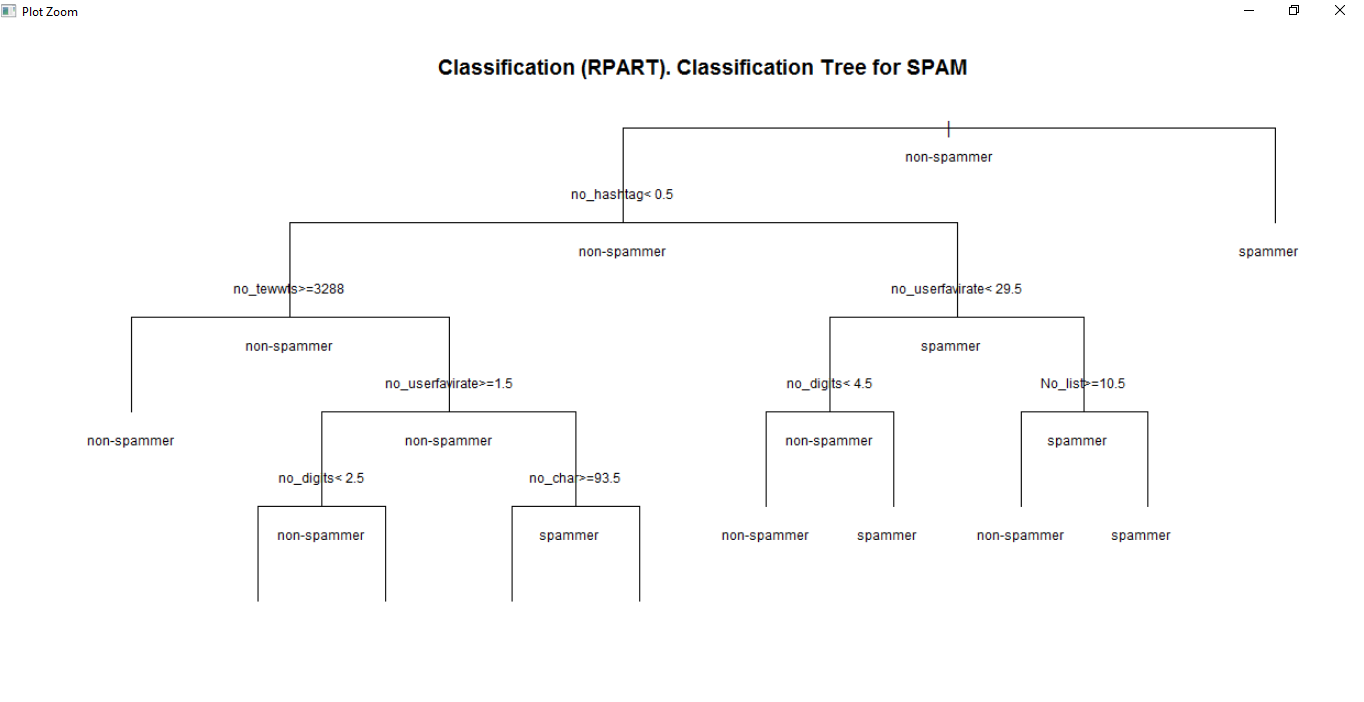 Plot Zoom
Classification (RPART). Classification Tree for SPAM
non-spammer
no_hashtag< 0.5
non-spammer
spammer
no_tewwts>=3288
no_userfavirate< 29.5
non-spammer
spammer
no_userfavirate>=1.5
no_digits< 4.5
No_list>=10.5
non-spammer
non-spammer
non-spammer
spammer
no_digits< 2.5
no_char>=93.5
non-spammer
spammer
non-spammer
spammer
non-spammer
spammer